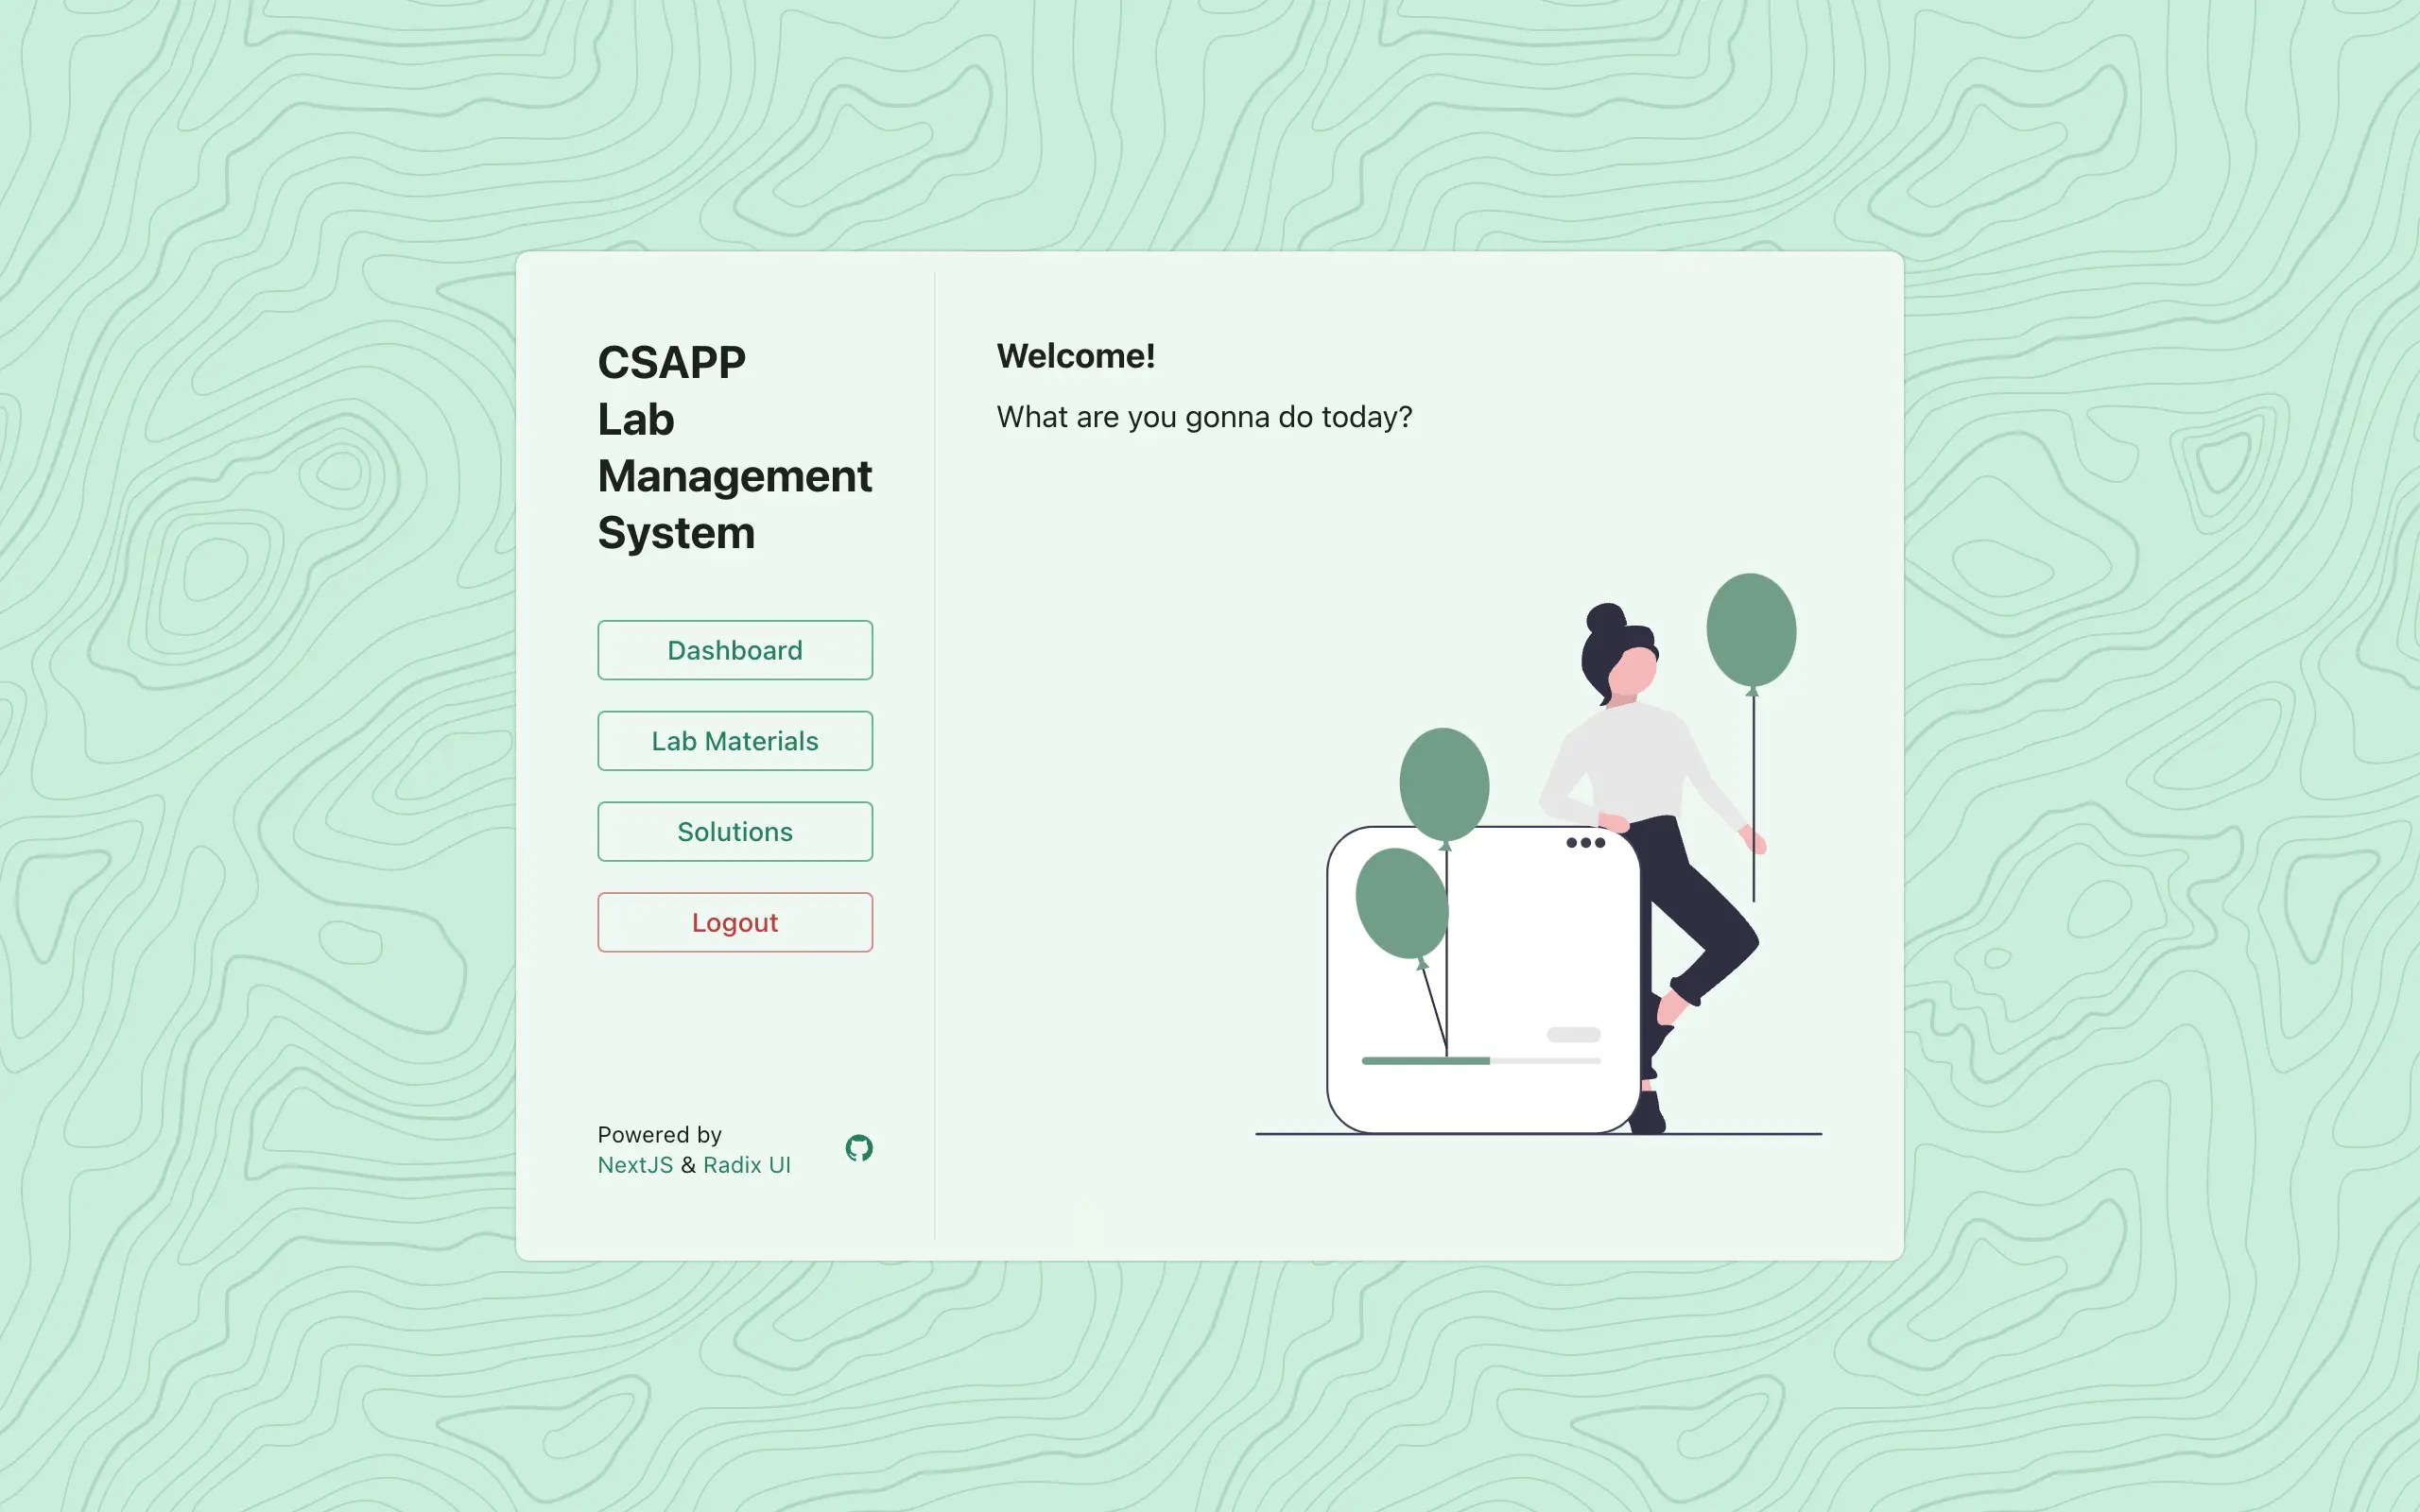 CSAPP
Lab
Management
System
Dashboard
Lab Materials
Solutions
Logout
Powered by
NextJS & Radix UI
Welcome!
What are you gonna do today?